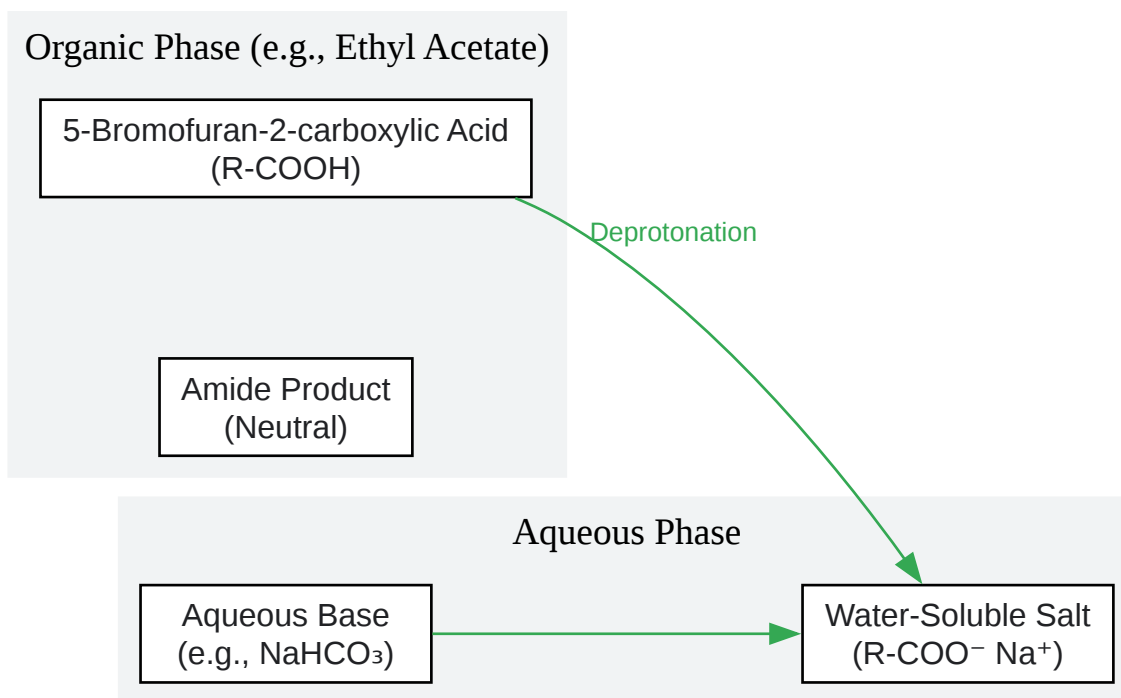 Organic Phase (e.g., Ethyl Acetate)
5-Bromofuran-2-carboxylic Acid
(R-COOH)
Deprotonation
Amide Product
(Neutral)
Aqueous Phase
Aqueous Base
(e.g., NaHCO₃)
Water-Soluble Salt
(R-COO⁻ Na⁺)